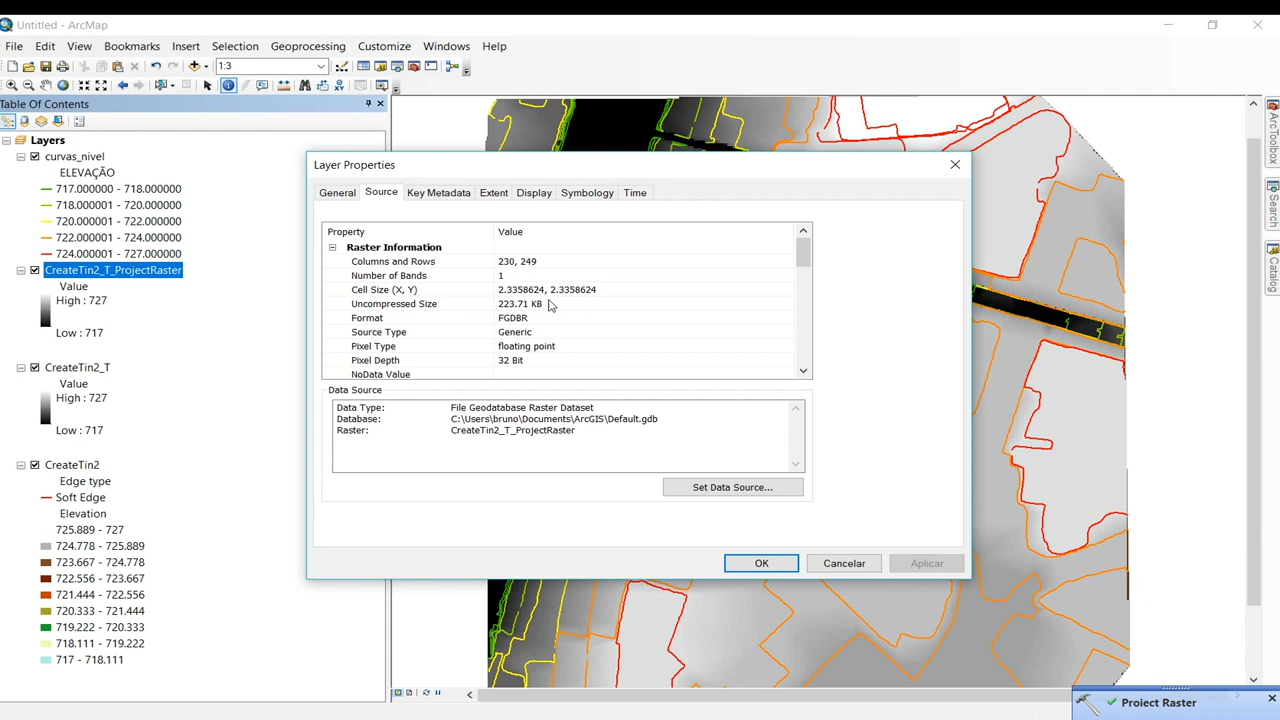 Untitled - ArcMap
File Edit View Bookmarks Insert Selection Geoprocessing Customize Windows Help
1:3
Table Of Contents
Layers
curvas_nivel
ELEVAÇÃO
717.000000 - 718.000000
718.000001 - 720.000000
720.000001 - 722.000000
722.000001 - 724.000000
724.000001 - 727.000000
CreateTin2_T_ProjectRaster
Value
High : 727
Low : 717
CreateTin2_T
Value
High : 727
Low : 717
CreateTin2
Edge type
Soft Edge
Elevation
725.889 - 727
724.778 - 725.889
723.667 - 724.778
722.556 - 723.667
721.444 - 722.556
720.333 - 721.444
719.222 - 720.333
718.111 - 719.222
717 - 718.111
Layer Properties
General Source Key Metadata Extent Display Symbology Time
Property Value
Raster Information
Columns and Rows 230, 249
Number of Bands 1
Cell Size (X, Y) 2.3358624, 2.3358624
Uncompressed Size 223.71 KB
Format FGDBR
Source Type Generic
Pixel Type floating point
Pixel Depth 32 Bit
NoData Value
Data Source
Data Type: File Geodatabase Raster Dataset
Database: C:\Users\bruno\Documents\ArcGIS\Default.gdb
Raster: CreateTin2_T_ProjectRaster
Set Data Source...
OK Cancelar Aplicar
ArcToolbox
Search
Catalog
Project Raster